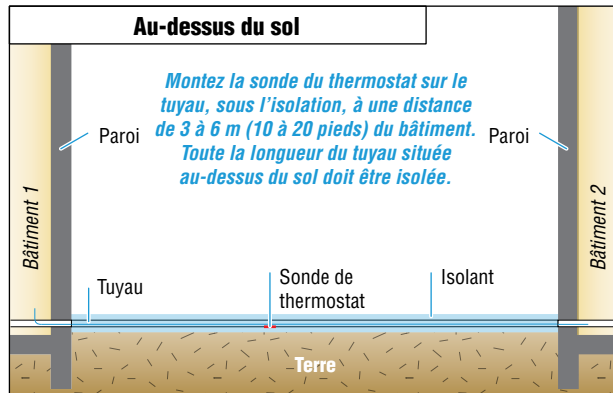 Au-dessus du sol
Montez la sonde du thermostat sur le
tuyau, sous l’isolation, à une distance
de 3 à 6 m (10 à 20 pieds) du bâtiment.
Toute la longueur du tuyau située
au-dessus du sol doit être isolée.
Paroi
Paroi
Bâtiment 1
Bâtiment 2
Tuyau
Sonde de
thermostat
Isolant
Terre